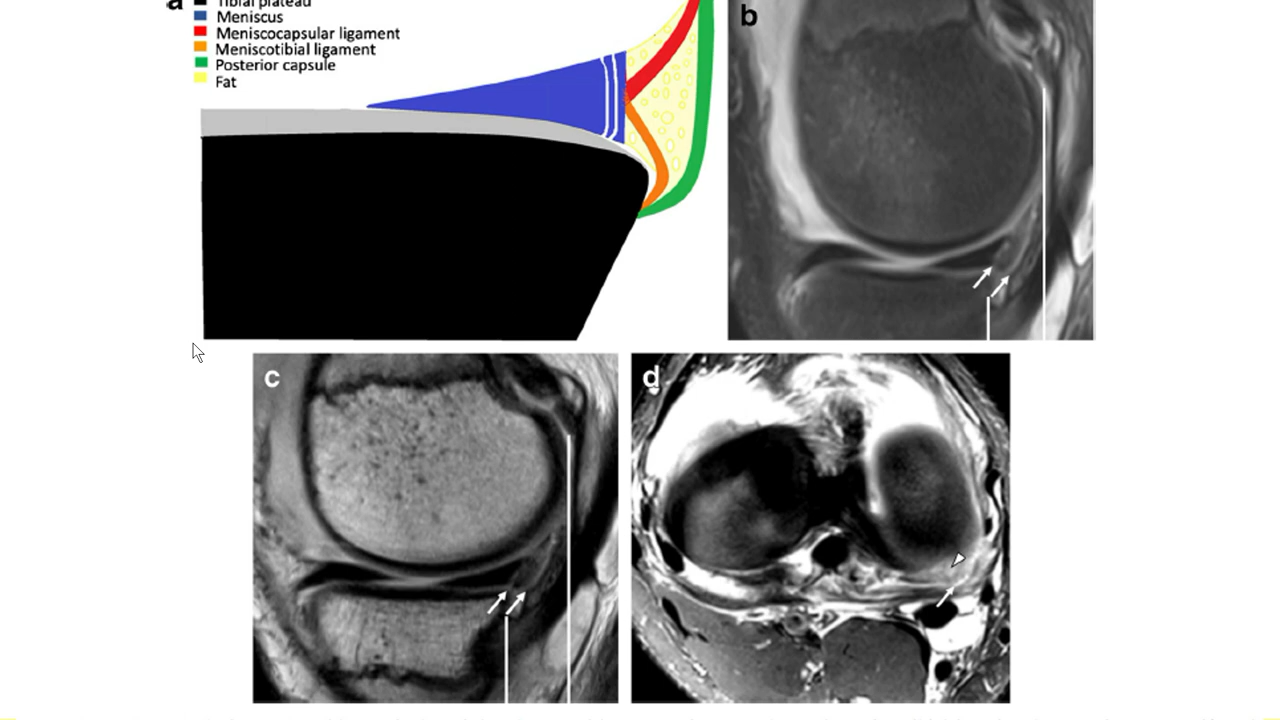 a
Tibial plateau
Meniscus
Meniscocapsular ligament
Meniscotibial ligament
Posterior capsule
Fat
b
c
d